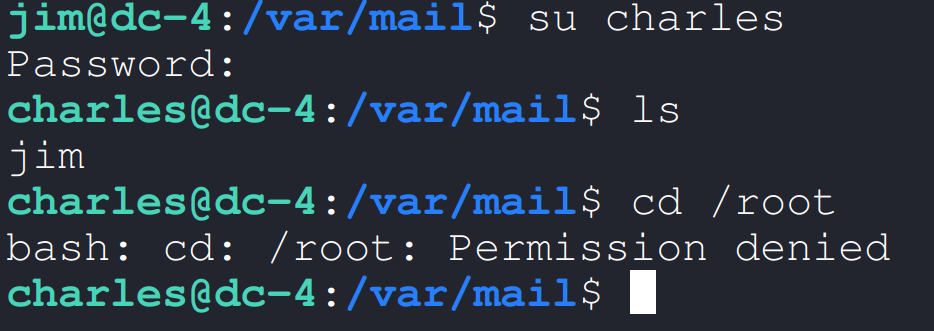 jim@dc-4:/var/mail$ su charles
Password:
charles@dc-4:/var/mail$ ls
jim
charles@dc-4:/var/mail$ cd /root
bash: cd: /root: Permission denied
charles@dc-4:/var/mail$